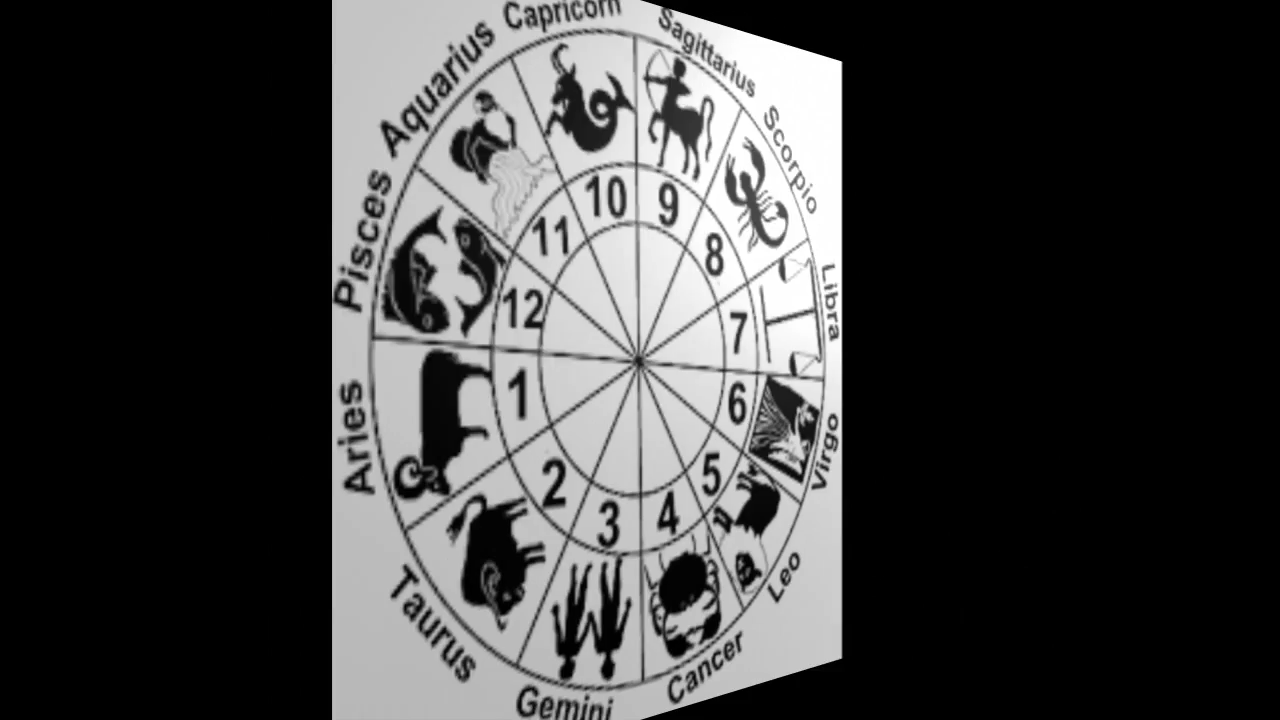 Capricorn
Sagittarius
Aquarius
Scorpio
Pisces
Libra
Aries
Virgo
Taurus
Leo
Gemini
Cancer
10
9
11
8
12
7
1
6
2
5
3
4